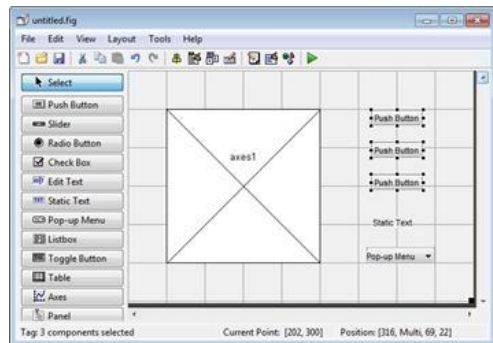 untitled.fig
File Edit View Layout Tools Help
Select
Push Button
Slider
Radio Button
Check Box
Edit Text
Static Text
Pop-up Menu
Listbox
Toggle Button
Table
Axes
Panel
axes1
Push Button
Push Button
Push Button
Static Text
Pop-up Menu
Tag: 3 components selected Current Point: [202, 300] Position: [316, Multi, 69, 22]